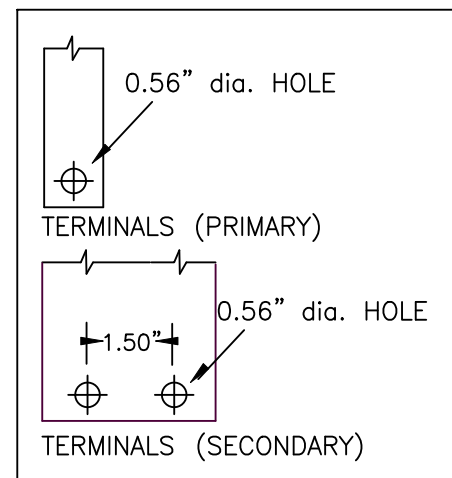 0.56” dia. HOLE
TERMINALS (PRIMARY)
0.56” dia. HOLE
1.50”
TERMINALS (SECONDARY)